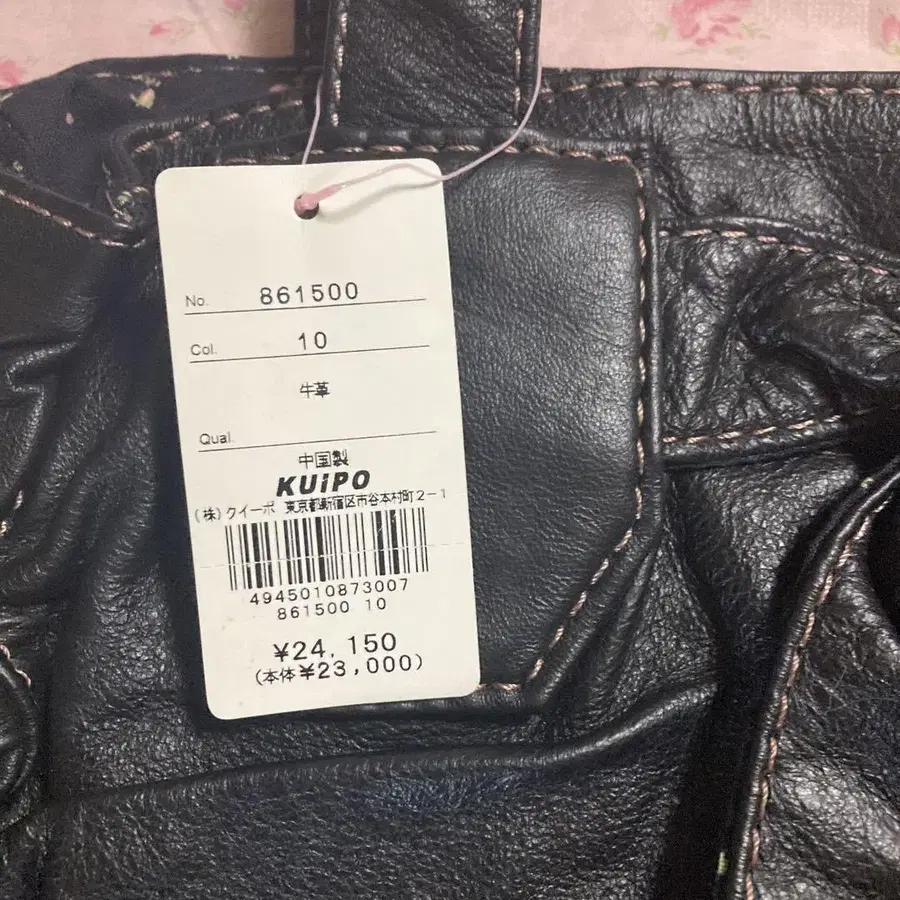 No. 861500
Col. 10
牛革
Qual.
中国製
KUiPO
(株)クイーポ 東京都新宿区市谷本村町2-1
4945010873007
861500 10
¥24,150
(本体¥23,000)